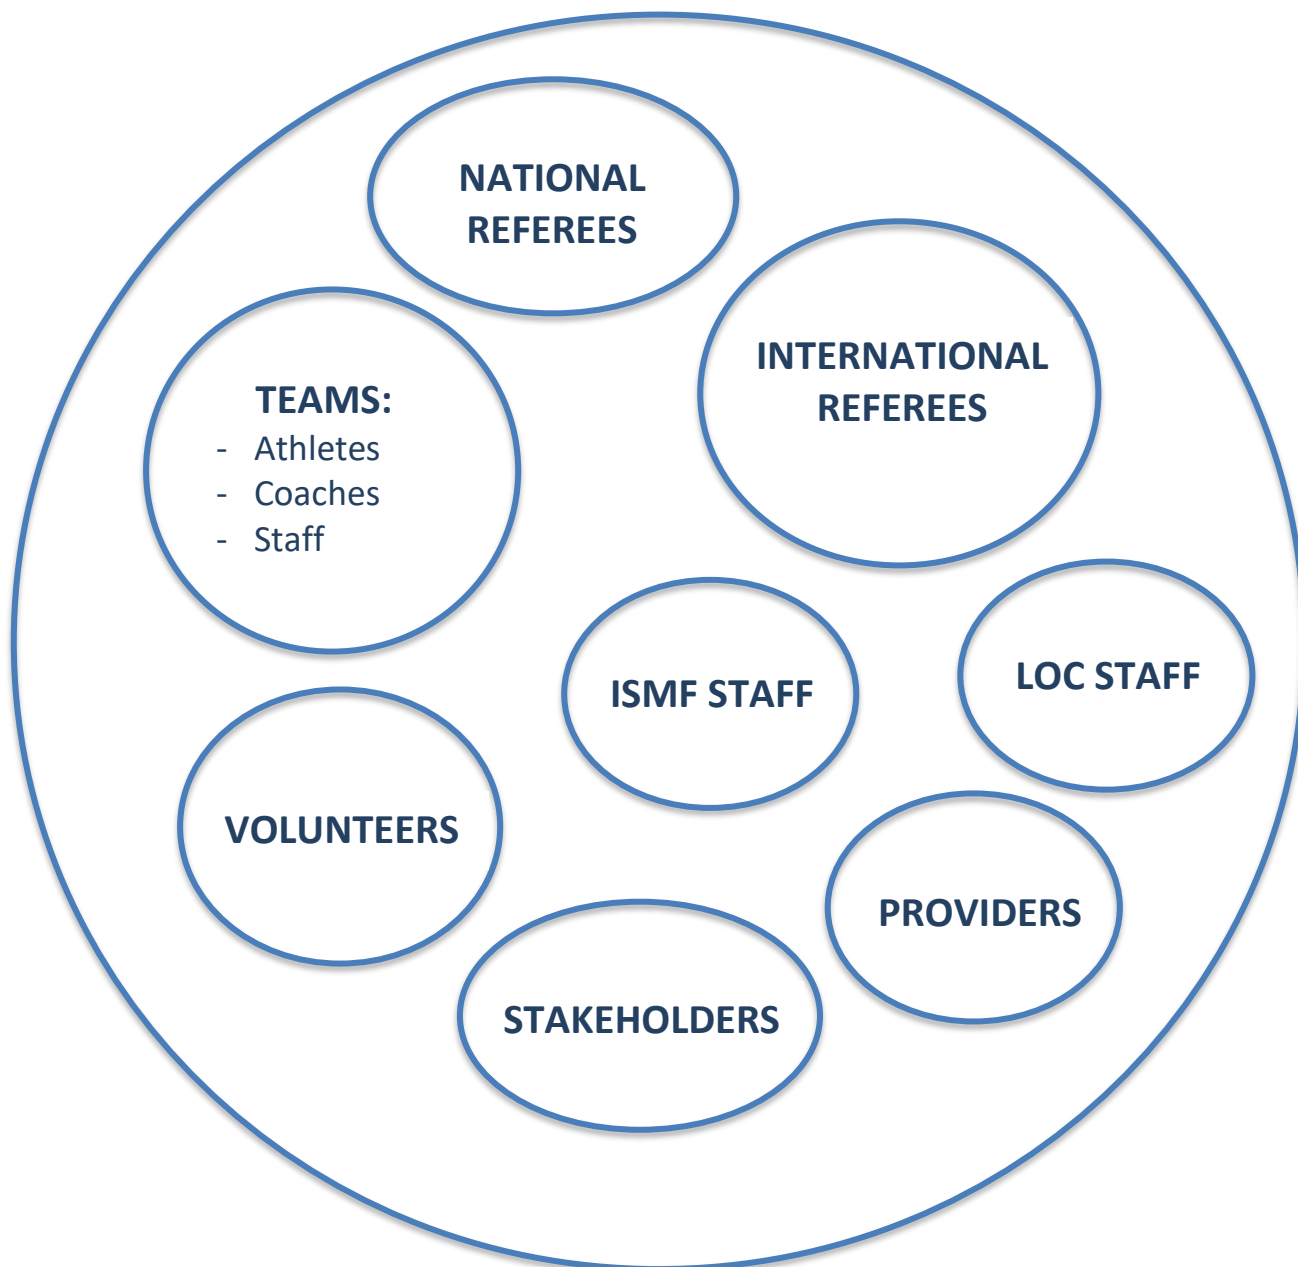 NATIONAL
REFEREES
INTERNATIONAL
REFEREES
TEAMS:
- Athletes
- Coaches
- Staff
ISMF STAFF
LOC STAFF
VOLUNTEERS
PROVIDERS
STAKEHOLDERS